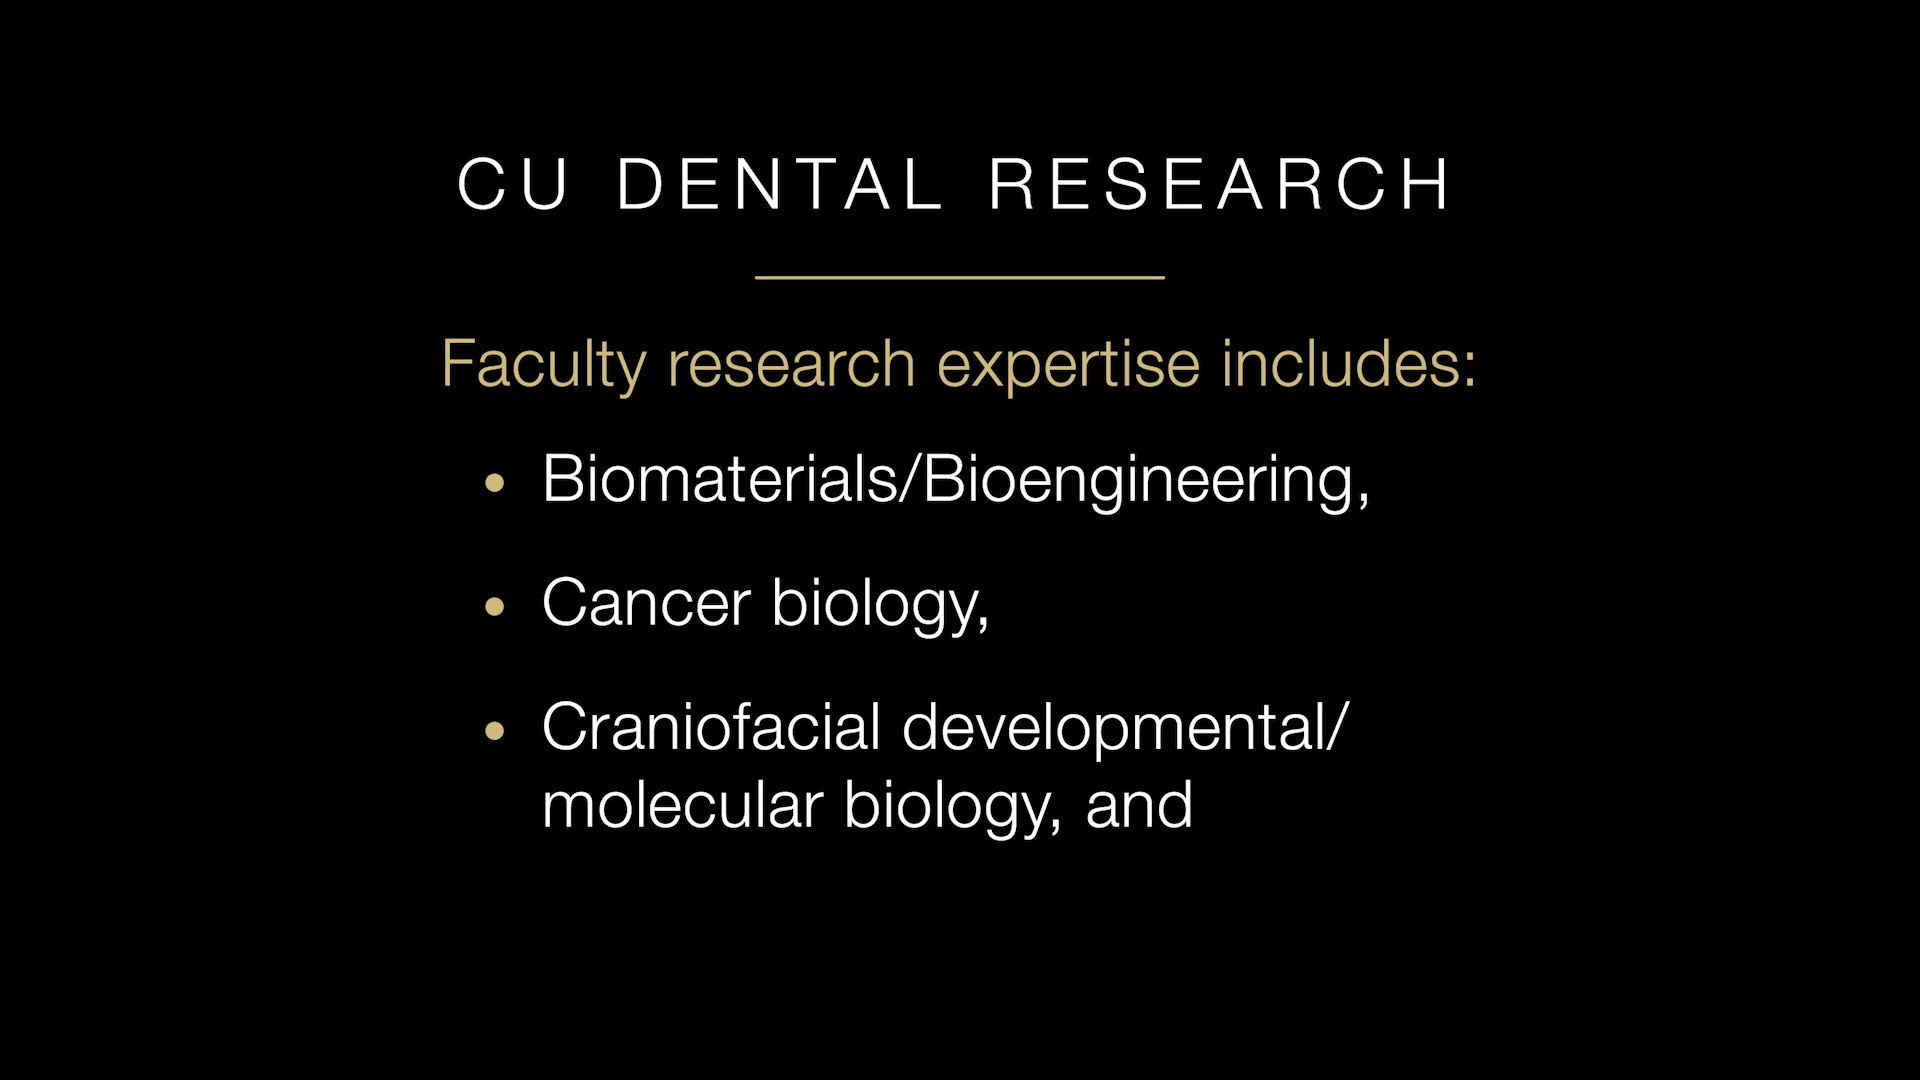 CU DENTAL RESEARCH
Faculty research expertise includes:
• Biomaterials/Bioengineering,
• Cancer biology,
• Craniofacial developmental/
molecular biology, and